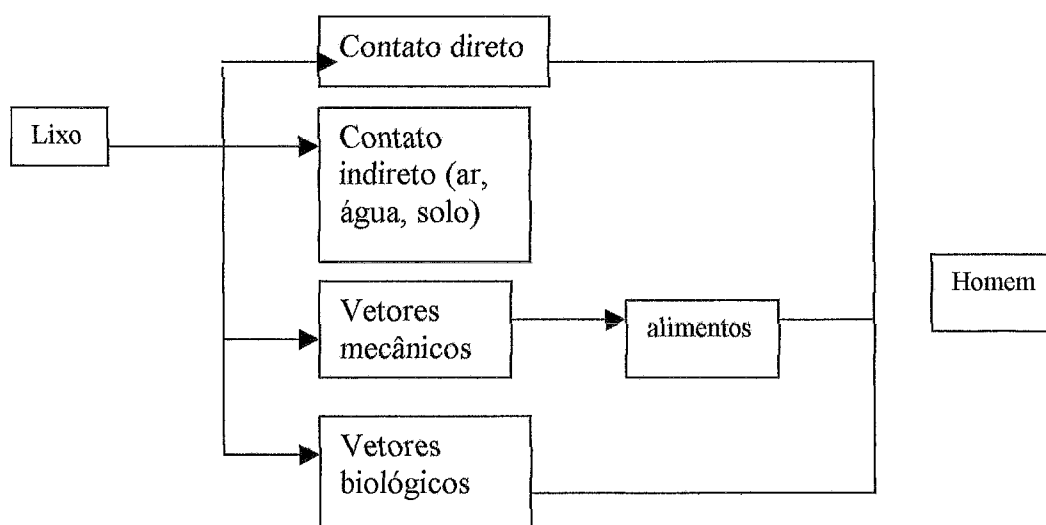 Lixo
Contato direto
Contato
indireto (ar,
água, solo)
Vetores
mecânicos
alimentos
Vetores
biológicos
Homem